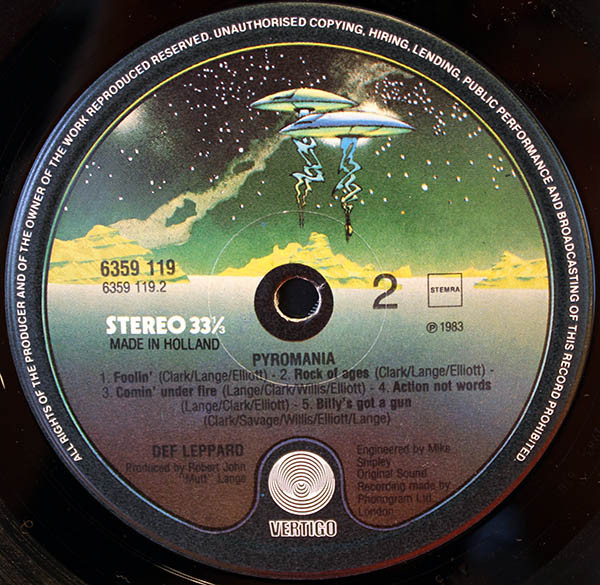 ALL RIGHTS OF THE PRODUCER AND OF THE OWNER OF THE WORK REPRODUCED RESERVED. UNAUTHORISED COPYING, HIRING, LENDING, PUBLIC PERFORMANCE AND BROADCASTING OF THIS RECORD PROHIBITED.
6359 119
6359 119.2
2
STEMRA
STEREO 33⅓
MADE IN HOLLAND
℗ 1983
PYROMANIA
1. Foolin' (Clark/Lange/Elliott) - 2. Rock of ages (Clark/Lange/Elliott) -
3. Comin' under fire (Lange/Clark/Willis/Elliott) - 4. Action not words
(Lange/Clark/Elliott) - 5. Billy's got a gun
(Clark/Savage/Willis/Elliott/Lange)
DEF LEPPARD
Produced by Robert John
"Mutt" Lange
Engineered by Mike
Shipley
Original Sound
Recording made by
Phonogram Ltd.
London
VERTIGO